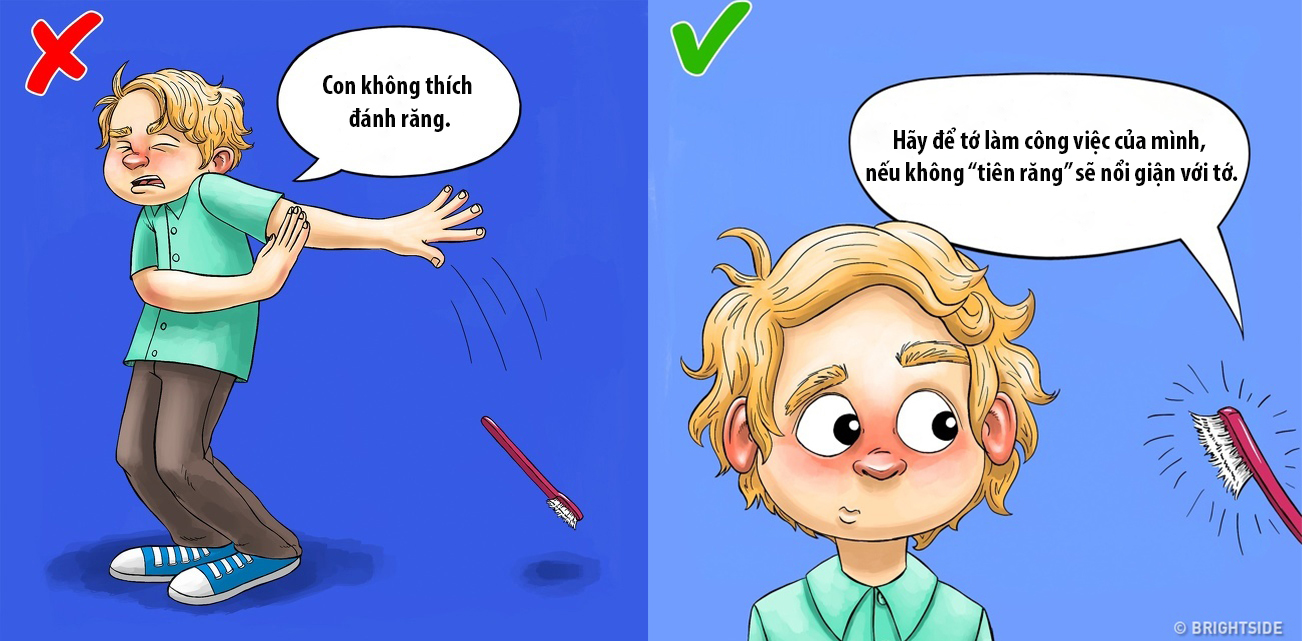 Con không thích
đánh răng.
Hãy để tớ làm công việc của mình,
nếu không “tiên răng” sẽ nổi giận với tớ.
© BRIGHTSIDE